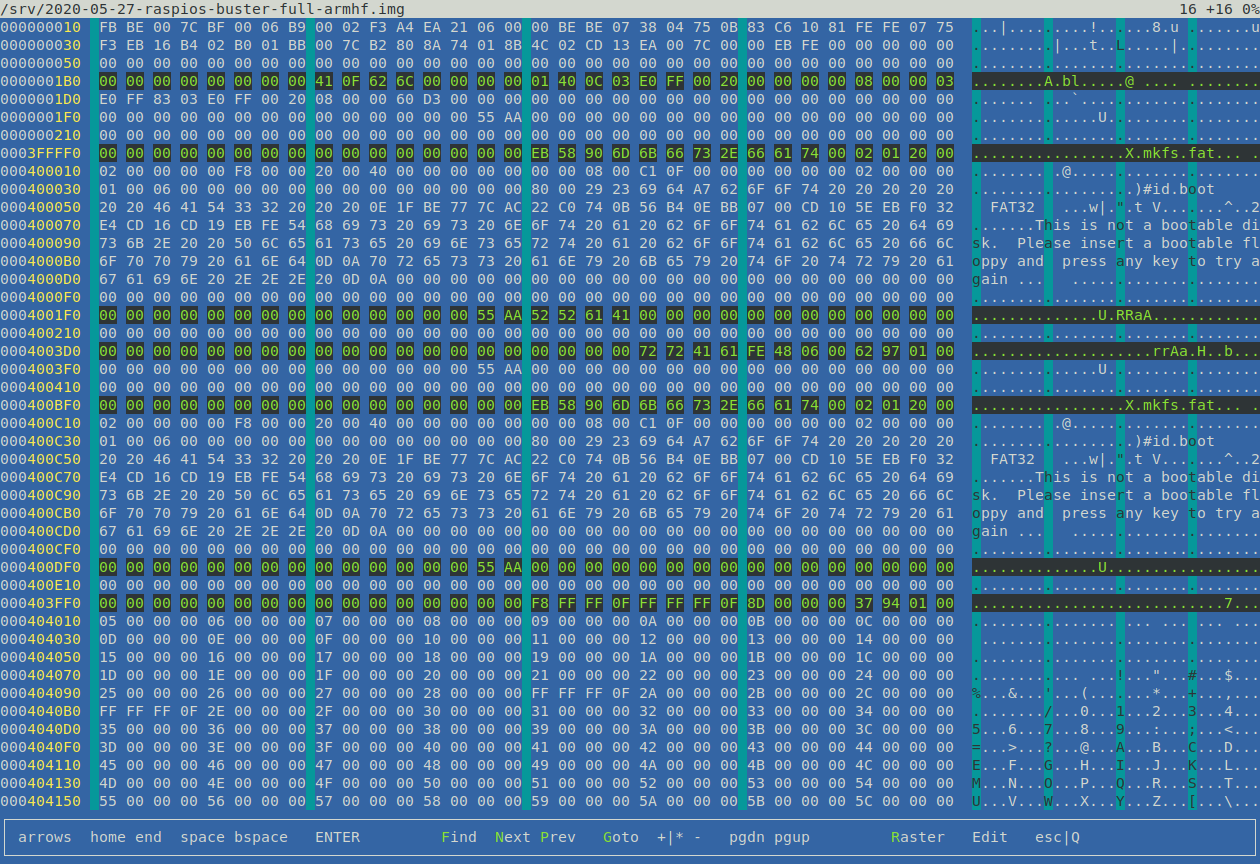 /srv/2020-05-27-raspios-buster-full-armhf.img 16 +16 0%
000000010 FB BE 00 7C BF 00 06 B9 00 02 F3 A4 EA 21 06 00 00 BE BE 07 38 04 75 0B 83 C6 10 81 FE FE 07 75 ...|.........!......8.u .......u
000000030 F3 EB 16 B4 02 B0 01 BB 00 7C B2 80 8A 74 01 8B 4C 02 CD 13 EA 00 7C 00 00 EB FE 00 00 00 00 00 .........|...t..L.....|.........
000000050 00 00 00 00 00 00 00 00 00 00 00 00 00 00 00 00 00 00 00 00 00 00 00 00 00 00 00 00 00 00 00 00 ................................
0000001B0 00 00 00 00 00 00 00 00 41 0F 62 6C 00 00 00 00 01 40 0C 03 E0 FF 00 20 00 00 00 00 08 00 00 03 ........A.bl.....@..... ........
0000001D0 E0 FF 83 03 E0 FF 00 20 08 00 00 60 D3 00 00 00 00 00 00 00 00 00 00 00 00 00 00 00 00 00 00 00 ....... ...`....................
0000001F0 00 00 00 00 00 00 00 00 00 00 00 00 00 00 55 AA 00 00 00 00 00 00 00 00 00 00 00 00 00 00 00 00 ..............U.................
000000210 00 00 00 00 00 00 00 00 00 00 00 00 00 00 00 00 00 00 00 00 00 00 00 00 00 00 00 00 00 00 00 00 ................................
0003FFFF0 00 00 00 00 00 00 00 00 00 00 00 00 00 00 00 00 EB 58 90 6D 6B 66 73 2E 66 61 74 00 02 01 20 00 .................X.mkfs.fat... .
000400010 02 00 00 00 00 F8 00 00 20 00 40 00 00 00 00 00 00 00 08 00 C1 0F 00 00 00 00 00 00 02 00 00 00 ........ .@.....................
000400030 01 00 06 00 00 00 00 00 00 00 00 00 00 00 00 00 80 00 29 23 69 64 A7 62 6F 6F 74 20 20 20 20 20 ..................)#id.boot
000400050 20 20 46 41 54 33 32 20 20 20 0E 1F BE 77 7C AC 22 C0 74 0B 56 B4 0E BB 07 00 CD 10 5E EB F0 32 FAT32 ...w|.".t.V.......^..2
000400070 E4 CD 16 CD 19 EB FE 54 68 69 73 20 69 73 20 6E 6F 74 20 61 20 62 6F 6F 74 61 62 6C 65 20 64 69 .......This is not a bootable di
000400090 73 6B 2E 20 20 50 6C 65 61 73 65 20 69 6E 73 65 72 74 20 61 20 62 6F 6F 74 61 62 6C 65 20 66 6C sk.  Please insert a bootable fl
0004000B0 6F 70 70 79 20 61 6E 64 0D 0A 70 72 65 73 73 20 61 6E 79 20 6B 65 79 20 74 6F 20 74 72 79 20 61 oppy and  press any key to try a
0004000D0 67 61 69 6E 20 2E 2E 2E 20 0D 0A 00 00 00 00 00 00 00 00 00 00 00 00 00 00 00 00 00 00 00 00 00 gain ...   .....................
0004000F0 00 00 00 00 00 00 00 00 00 00 00 00 00 00 00 00 00 00 00 00 00 00 00 00 00 00 00 00 00 00 00 00 ................................
0004001F0 00 00 00 00 00 00 00 00 00 00 00 00 00 00 55 AA 52 52 61 41 00 00 00 00 00 00 00 00 00 00 00 00 ..............U.RRaA............
000400210 00 00 00 00 00 00 00 00 00 00 00 00 00 00 00 00 00 00 00 00 00 00 00 00 00 00 00 00 00 00 00 00 ................................
0004003D0 00 00 00 00 00 00 00 00 00 00 00 00 00 00 00 00 00 00 00 00 72 72 41 61 FE 48 06 00 62 97 01 00 ....................rrAa.H..b...
0004003F0 00 00 00 00 00 00 00 00 00 00 00 00 00 00 55 AA 00 00 00 00 00 00 00 00 00 00 00 00 00 00 00 00 ..............U.................
000400410 00 00 00 00 00 00 00 00 00 00 00 00 00 00 00 00 00 00 00 00 00 00 00 00 00 00 00 00 00 00 00 00 ................................
000400BF0 00 00 00 00 00 00 00 00 00 00 00 00 00 00 00 00 EB 58 90 6D 6B 66 73 2E 66 61 74 00 02 01 20 00 .................X.mkfs.fat... .
000400C10 02 00 00 00 00 F8 00 00 20 00 40 00 00 00 00 00 00 00 08 00 C1 0F 00 00 00 00 00 00 02 00 00 00 ........ .@.....................
000400C30 01 00 06 00 00 00 00 00 00 00 00 00 00 00 00 00 80 00 29 23 69 64 A7 62 6F 6F 74 20 20 20 20 20 ..................)#id.boot
000400C50 20 20 46 41 54 33 32 20 20 20 0E 1F BE 77 7C AC 22 C0 74 0B 56 B4 0E BB 07 00 CD 10 5E EB F0 32 FAT32 ...w|.".t.V.......^..2
000400C70 E4 CD 16 CD 19 EB FE 54 68 69 73 20 69 73 20 6E 6F 74 20 61 20 62 6F 6F 74 61 62 6C 65 20 64 69 .......This is not a bootable di
000400C90 73 6B 2E 20 20 50 6C 65 61 73 65 20 69 6E 73 65 72 74 20 61 20 62 6F 6F 74 61 62 6C 65 20 66 6C sk.  Please insert a bootable fl
000400CB0 6F 70 70 79 20 61 6E 64 0D 0A 70 72 65 73 73 20 61 6E 79 20 6B 65 79 20 74 6F 20 74 72 79 20 61 oppy and  press any key to try a
000400CD0 67 61 69 6E 20 2E 2E 2E 20 0D 0A 00 00 00 00 00 00 00 00 00 00 00 00 00 00 00 00 00 00 00 00 00 gain ...   .....................
000400CF0 00 00 00 00 00 00 00 00 00 00 00 00 00 00 00 00 00 00 00 00 00 00 00 00 00 00 00 00 00 00 00 00 ................................
000400DF0 00 00 00 00 00 00 00 00 00 00 00 00 00 00 55 AA 00 00 00 00 00 00 00 00 00 00 00 00 00 00 00 00 ..............U.................
000400E10 00 00 00 00 00 00 00 00 00 00 00 00 00 00 00 00 00 00 00 00 00 00 00 00 00 00 00 00 00 00 00 00 ................................
000403FF0 00 00 00 00 00 00 00 00 00 00 00 00 00 00 00 00 F8 FF FF 0F FF FF FF 0F 8D 00 00 00 37 94 01 00 ............................7...
000404010 05 00 00 00 06 00 00 00 07 00 00 00 08 00 00 00 09 00 00 00 0A 00 00 00 0B 00 00 00 0C 00 00 00 .................... ... ... ...
000404030 0D 00 00 00 0E 00 00 00 0F 00 00 00 10 00 00 00 11 00 00 00 12 00 00 00 13 00 00 00 14 00 00 00 ................................
000404050 15 00 00 00 16 00 00 00 17 00 00 00 18 00 00 00 19 00 00 00 1A 00 00 00 1B 00 00 00 1C 00 00 00 ................................
000404070 1D 00 00 00 1E 00 00 00 1F 00 00 00 20 00 00 00 21 00 00 00 22 00 00 00 23 00 00 00 24 00 00 00 ............ ...!..."...#...$...
000404090 25 00 00 00 26 00 00 00 27 00 00 00 28 00 00 00 FF FF FF 0F 2A 00 00 00 2B 00 00 00 2C 00 00 00 %...&...'...(.......*...+...,...
0004040B0 FF FF FF 0F 2E 00 00 00 2F 00 00 00 30 00 00 00 31 00 00 00 32 00 00 00 33 00 00 00 34 00 00 00 ......../...0...1...2...3...4...
0004040D0 35 00 00 00 36 00 00 00 37 00 00 00 38 00 00 00 39 00 00 00 3A 00 00 00 3B 00 00 00 3C 00 00 00 5...6...7...8...9...:...;...<...
0004040F0 3D 00 00 00 3E 00 00 00 3F 00 00 00 40 00 00 00 41 00 00 00 42 00 00 00 43 00 00 00 44 00 00 00 =...>...?...@...A...B...C...D...
000404110 45 00 00 00 46 00 00 00 47 00 00 00 48 00 00 00 49 00 00 00 4A 00 00 00 4B 00 00 00 4C 00 00 00 E...F...G...H...I...J...K...L...
000404130 4D 00 00 00 4E 00 00 00 4F 00 00 00 50 00 00 00 51 00 00 00 52 00 00 00 53 00 00 00 54 00 00 00 M...N...O...P...Q...R...S...T...
000404150 55 00 00 00 56 00 00 00 57 00 00 00 58 00 00 00 59 00 00 00 5A 00 00 00 5B 00 00 00 5C 00 00 00 U...V...W...X...Y...Z...[...\...
arrows home end space bspace ENTER Find Next Prev Goto +|* - pgdn pgup Raster Edit esc|Q